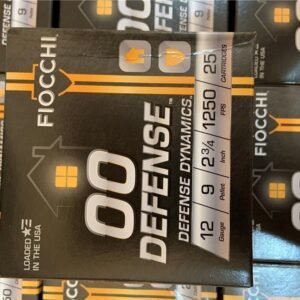 FIOCCHI
LOADED
IN THE USA
00
DEFENSE™
DEFENSE DYNAMICS
12 9 2 3/4 1250 25
Gauge Pellet Inch FPS CARTRIDGES